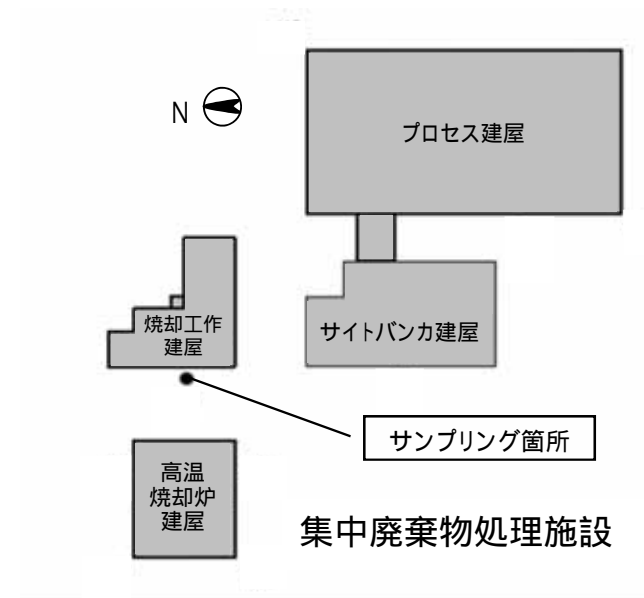 N
プロセス建屋
焼却工作
建屋
サイトバンカ建屋
サンプリング箇所
高温
焼却炉
建屋
集中廃棄物処理施設